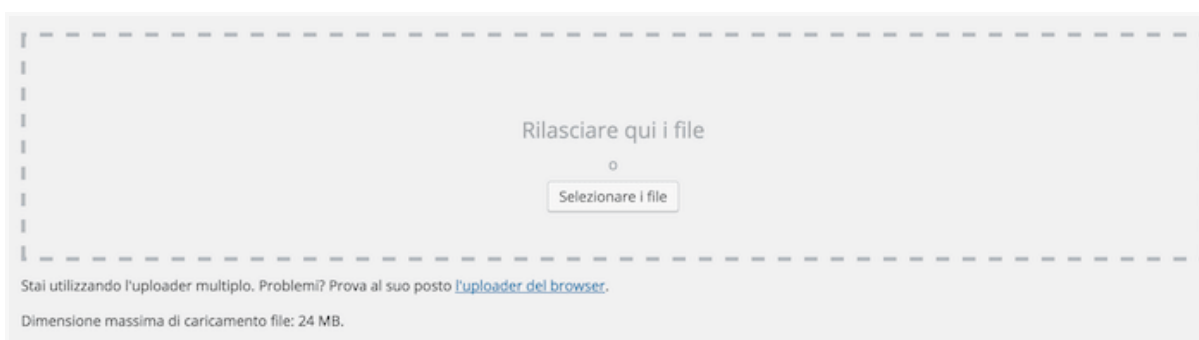 Rilasciare qui i file
o
Selezionare i file
Stai utilizzando l'uploader multiplo. Problemi? Prova al suo posto l'uploader del browser.
Dimensione massima di caricamento file: 24 MB.